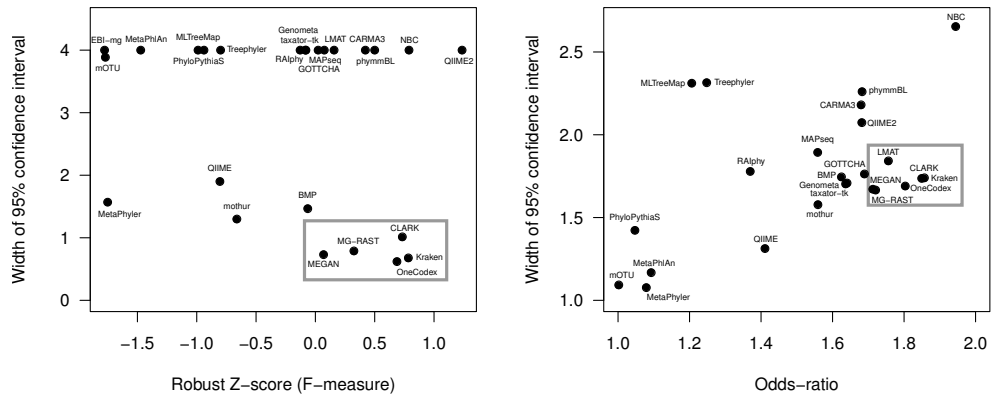 Width of 95% confidence interval
4
3
2
1
0
EBI−mg
mOTU
MetaPhlAn
MLTreeMap
PhyloPythiaS
Treephyler
Genometa
taxator−tk
RAIphy
MAPseq
GOTTCHA
LMAT
CARMA3
phymmBL
NBC
QIIME2
QIIME
MetaPhyler
mothur
BMP
CLARK
MG−RAST
MEGAN
Kraken
OneCodex
−1.5
−1.0
−0.5
0.0
0.5
1.0
Robust Z−score (F−measure)
Width of 95% confidence interval
2.5
2.0
1.5
1.0
NBC
MLTreeMap
Treephyler
phymmBL
CARMA3
QIIME2
MAPseq
LMAT
RAIphy
GOTTCHA
CLARK
BMP
MEGAN
Kraken
Genometa
taxator−tk
OneCodex
MG−RAST
mothur
PhyloPythiaS
QIIME
MetaPhlAn
mOTU
MetaPhyler
1.0
1.2
1.4
1.6
1.8
2.0
Odds−ratio